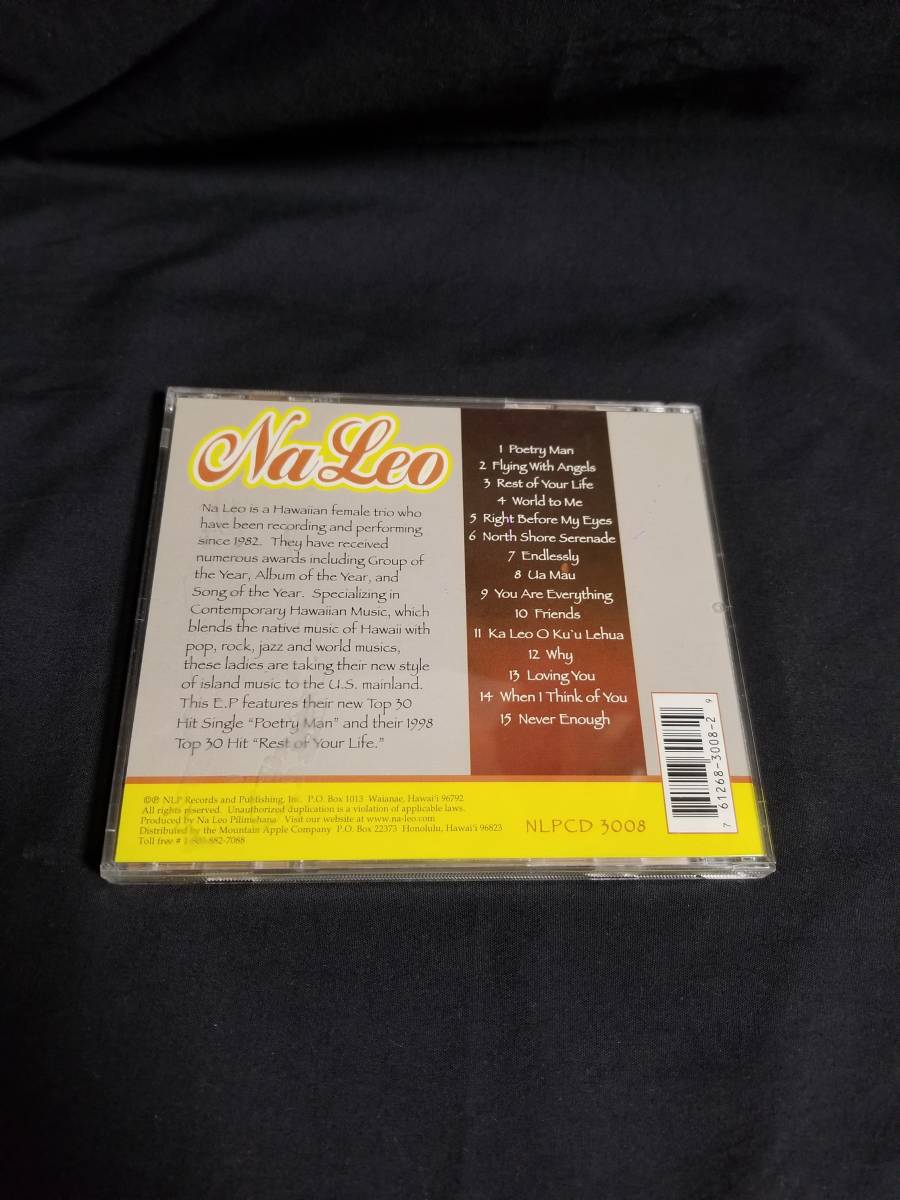 Na Leo
Na Leo is a Hawaiian female trio who
have been recording and performing
since 1982. They have received
numerous awards including Group of
the Year, Album of the Year, and
Song of the Year. Specializing in
Contemporary Hawaiian Music, which
blends the native music of Hawaii with
pop, rock, jazz and world musics,
these ladies are taking their new style
of island music to the U.S. mainland.
This E.P features their new Top 30
Hit Single "Poetry Man" and their 1998
Top 30 Hit "Rest of Your Life."
1 Poetry Man
2 Flying With Angels
3 Rest of Your Life
4 World to Me
5 Right Before My Eyes
6 North Shore Serenade
7 Endlessly
8 Ua Mau
9 You Are Everything
10 Friends
11 Ka Leo O Ku`u Lehua
12 Why
13 Loving You
14 When I Think of You
15 Never Enough
©℗ NLP Records and Publishing, Inc. P.O. Box 1013 Waianae, Hawai'i 96792
All rights reserved. Unauthorized duplication is a violation of applicable laws.
Produced by Na Leo Pilimehana Visit our website at www.na-leo.com
Distributed by the Mountain Apple Company P.O. Box 22373 Honolulu, Hawai'i 96823
Toll free # 1-800-882-7088
NLPCD 3008
7 61268-3008-2 9